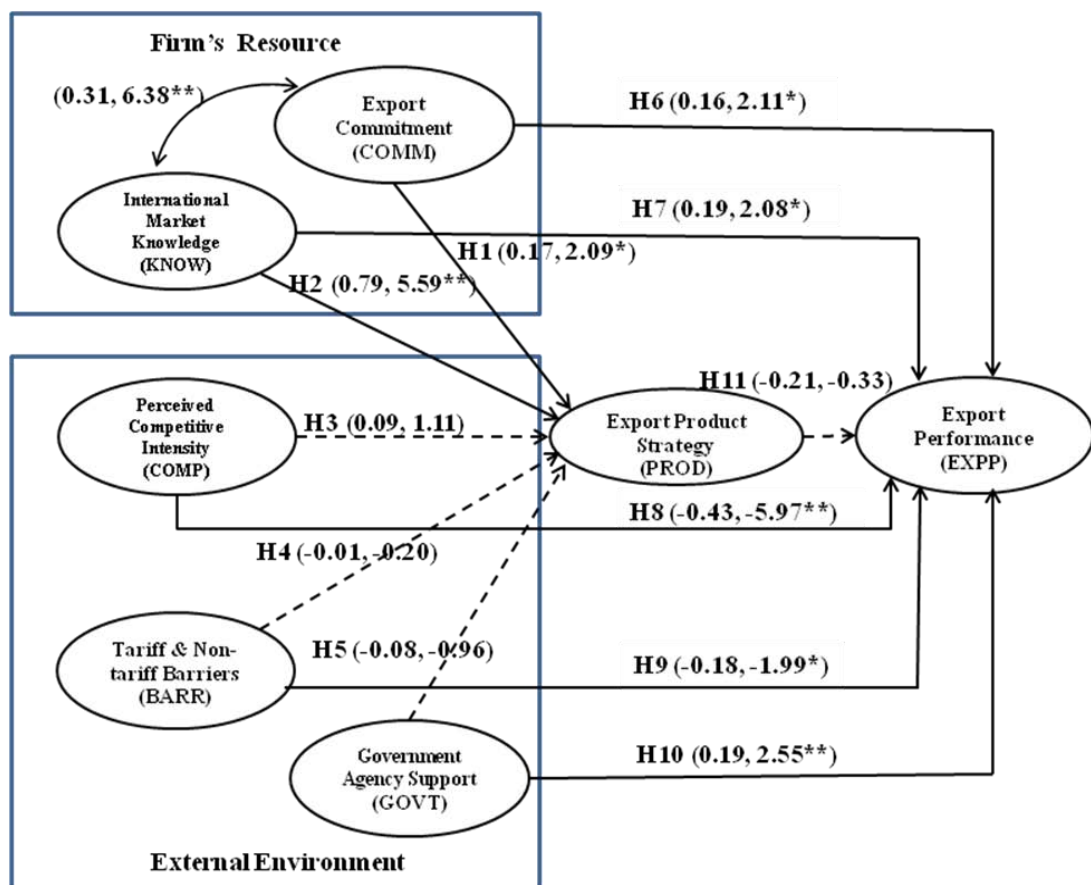 Firm's Resource
(0.31, 6.38**)
Export
Commitment
(COMM)
H6 (0.16, 2.11*)
International
Market
Knowledge
(KNOW)
H7 (0.19, 2.08*)
H1 (0.17, 2.09*)
H2 (0.79, 5.59**)
Perceived
Competitive
Intensity
(COMP)
H3 (0.09, 1.11)
Export Product
Strategy
(PROD)
H11 (-0.21, -0.33)
Export
Performance
(EXPP)
H8 (-0.43, -5.97**)
H4 (-0.01, -0.20)
Tariff & Non-
tariff Barriers
(BARR)
H5 (-0.08, -0.96)
H9 (-0.18, -1.99*)
Government
Agency Support
(GOVT)
H10 (0.19, 2.55**)
External Environment